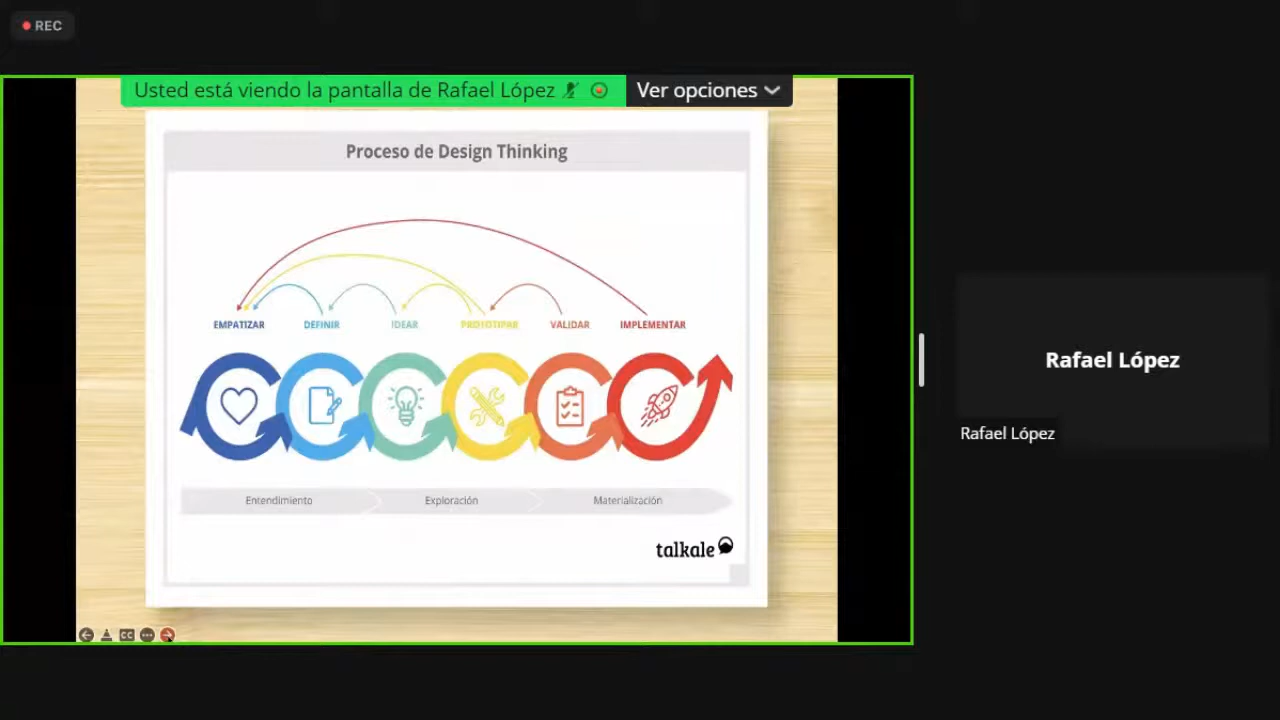 REC
Usted está viendo la pantalla de Rafael López
Ver opciones
Proceso de Design Thinking
EMPATIZAR DEFINIR IDEAR PROTOTIPAR VALIDAR IMPLEMENTAR
Entendimiento Exploración Materialización
talkale
CC
Rafael López
Rafael López